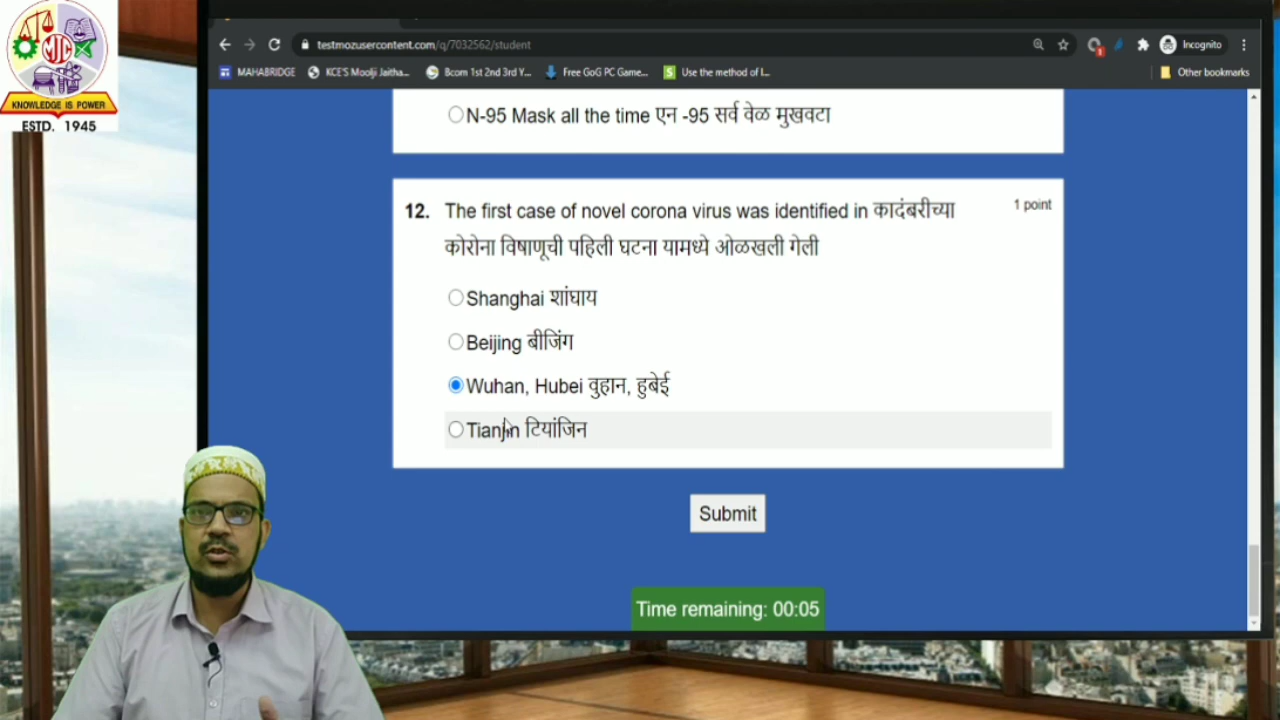 MJC
KNOWLEDGE IS POWER
ESTD. 1945
testmozusercontent.com/q/7032562/student
Incognito
MAHABRIDGE
KCE'S Moolji Jaitha...
Bcom 1st 2nd 3rd Y...
Free GoG PC Game...
Use the method of l...
Other bookmarks
N-95 Mask all the time एन -95 सर्व वेळ मुखवटा
12. The first case of novel corona virus was identified in कादंबरीच्या 1 point
कोरोना विषाणूची पहिली घटना यामध्ये ओळखली गेली
Shanghai शांघाय
Beijing बीजिंग
Wuhan, Hubei वुहान, हुबेई
Tianjin टियांजिन
Submit
Time remaining: 00:05